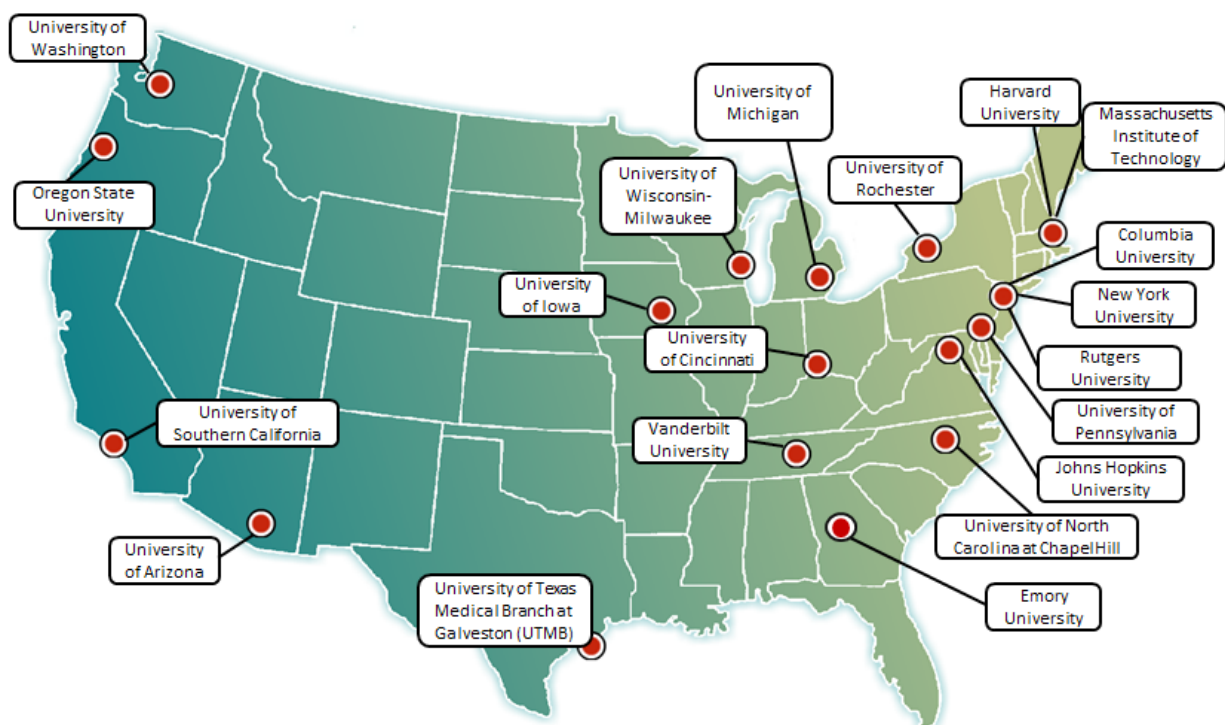 University of
Washington
Oregon State
University
University of
Southern California
University
of Arizona
University of Texas
Medical Branch at
Galveston (UTMB)
University
of Iowa
University of
Wisconsin-
Milwaukee
University of
Michigan
University
of Cincinnati
Vanderbilt
University
University of
Rochester
Harvard
University
Massachusetts
Institute of
Technology
Columbia
University
New York
University
Rutgers
University
University of
Pennsylvania
Johns Hopkins
University
University of North
Carolina at Chapel Hill
Emory
University